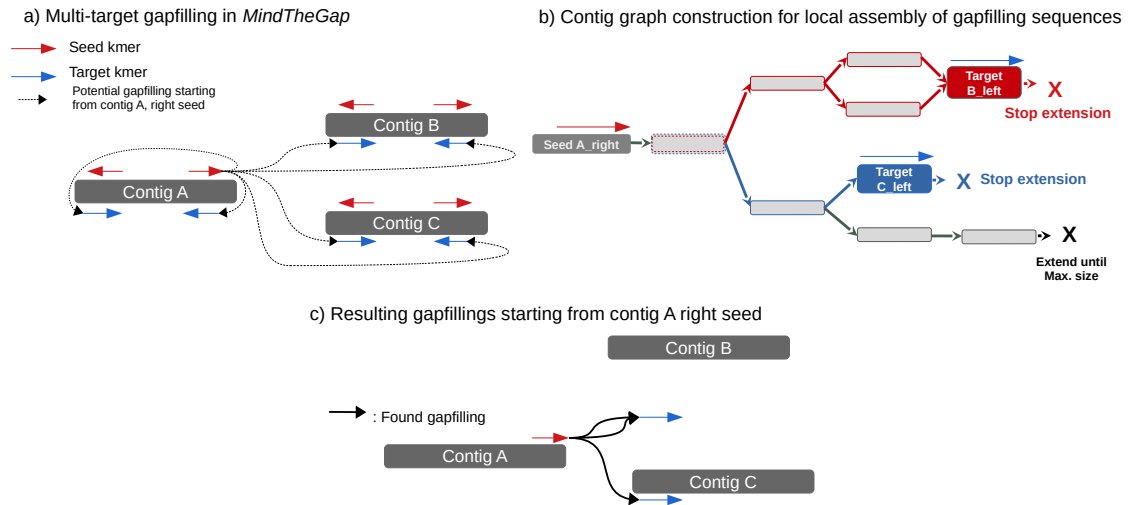 a) Multi-target gapfilling in MindTheGap
Seed kmer
Target kmer
Potential gapfilling starting
from contig A, right seed
Contig B
Contig A
Contig C
b) Contig graph construction for local assembly of gapfilling sequences
Target
B_left
X
Stop extension
Seed A_right
Target
C_left
X
Stop extension
X
Extend until
Max. size
c) Resulting gapfillings starting from contig A right seed
Contig B
: Found gapfilling
Contig A
Contig C